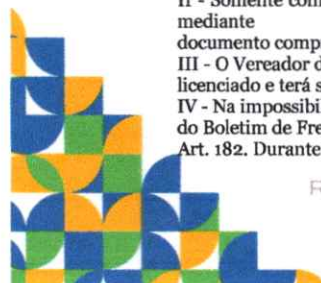 II - Somente com
mediante
documento comp
III - O Vereador d
licenciado e terá s
IV - Na impossibil
do Boletim de Fre
Art. 182. Durante